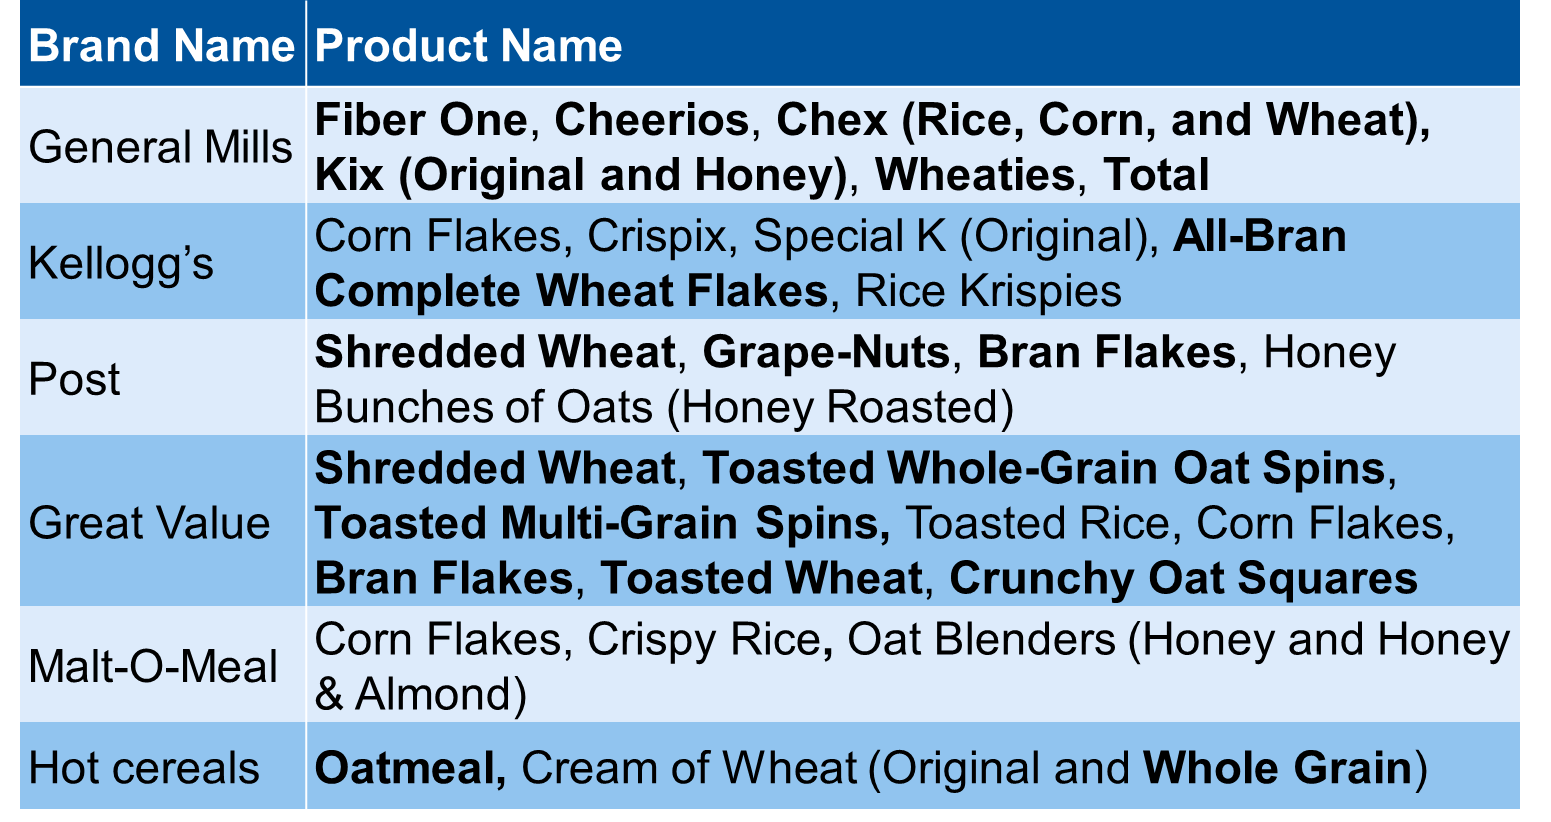 Brand Name Product Name
General Mills
Fiber One, Cheerios, Chex (Rice, Corn, and Wheat),
Kix (Original and Honey), Wheaties, Total
Kellogg’s
Corn Flakes, Crispix, Special K (Original), All-Bran
Complete Wheat Flakes, Rice Krispies
Post
Shredded Wheat, Grape-Nuts, Bran Flakes, Honey
Bunches of Oats (Honey Roasted)
Great Value
Shredded Wheat, Toasted Whole-Grain Oat Spins,
Toasted Multi-Grain Spins, Toasted Rice, Corn Flakes,
Bran Flakes, Toasted Wheat, Crunchy Oat Squares
Malt-O-Meal
Corn Flakes, Crispy Rice, Oat Blenders (Honey and Honey
& Almond)
Hot cereals
Oatmeal, Cream of Wheat (Original and Whole Grain)